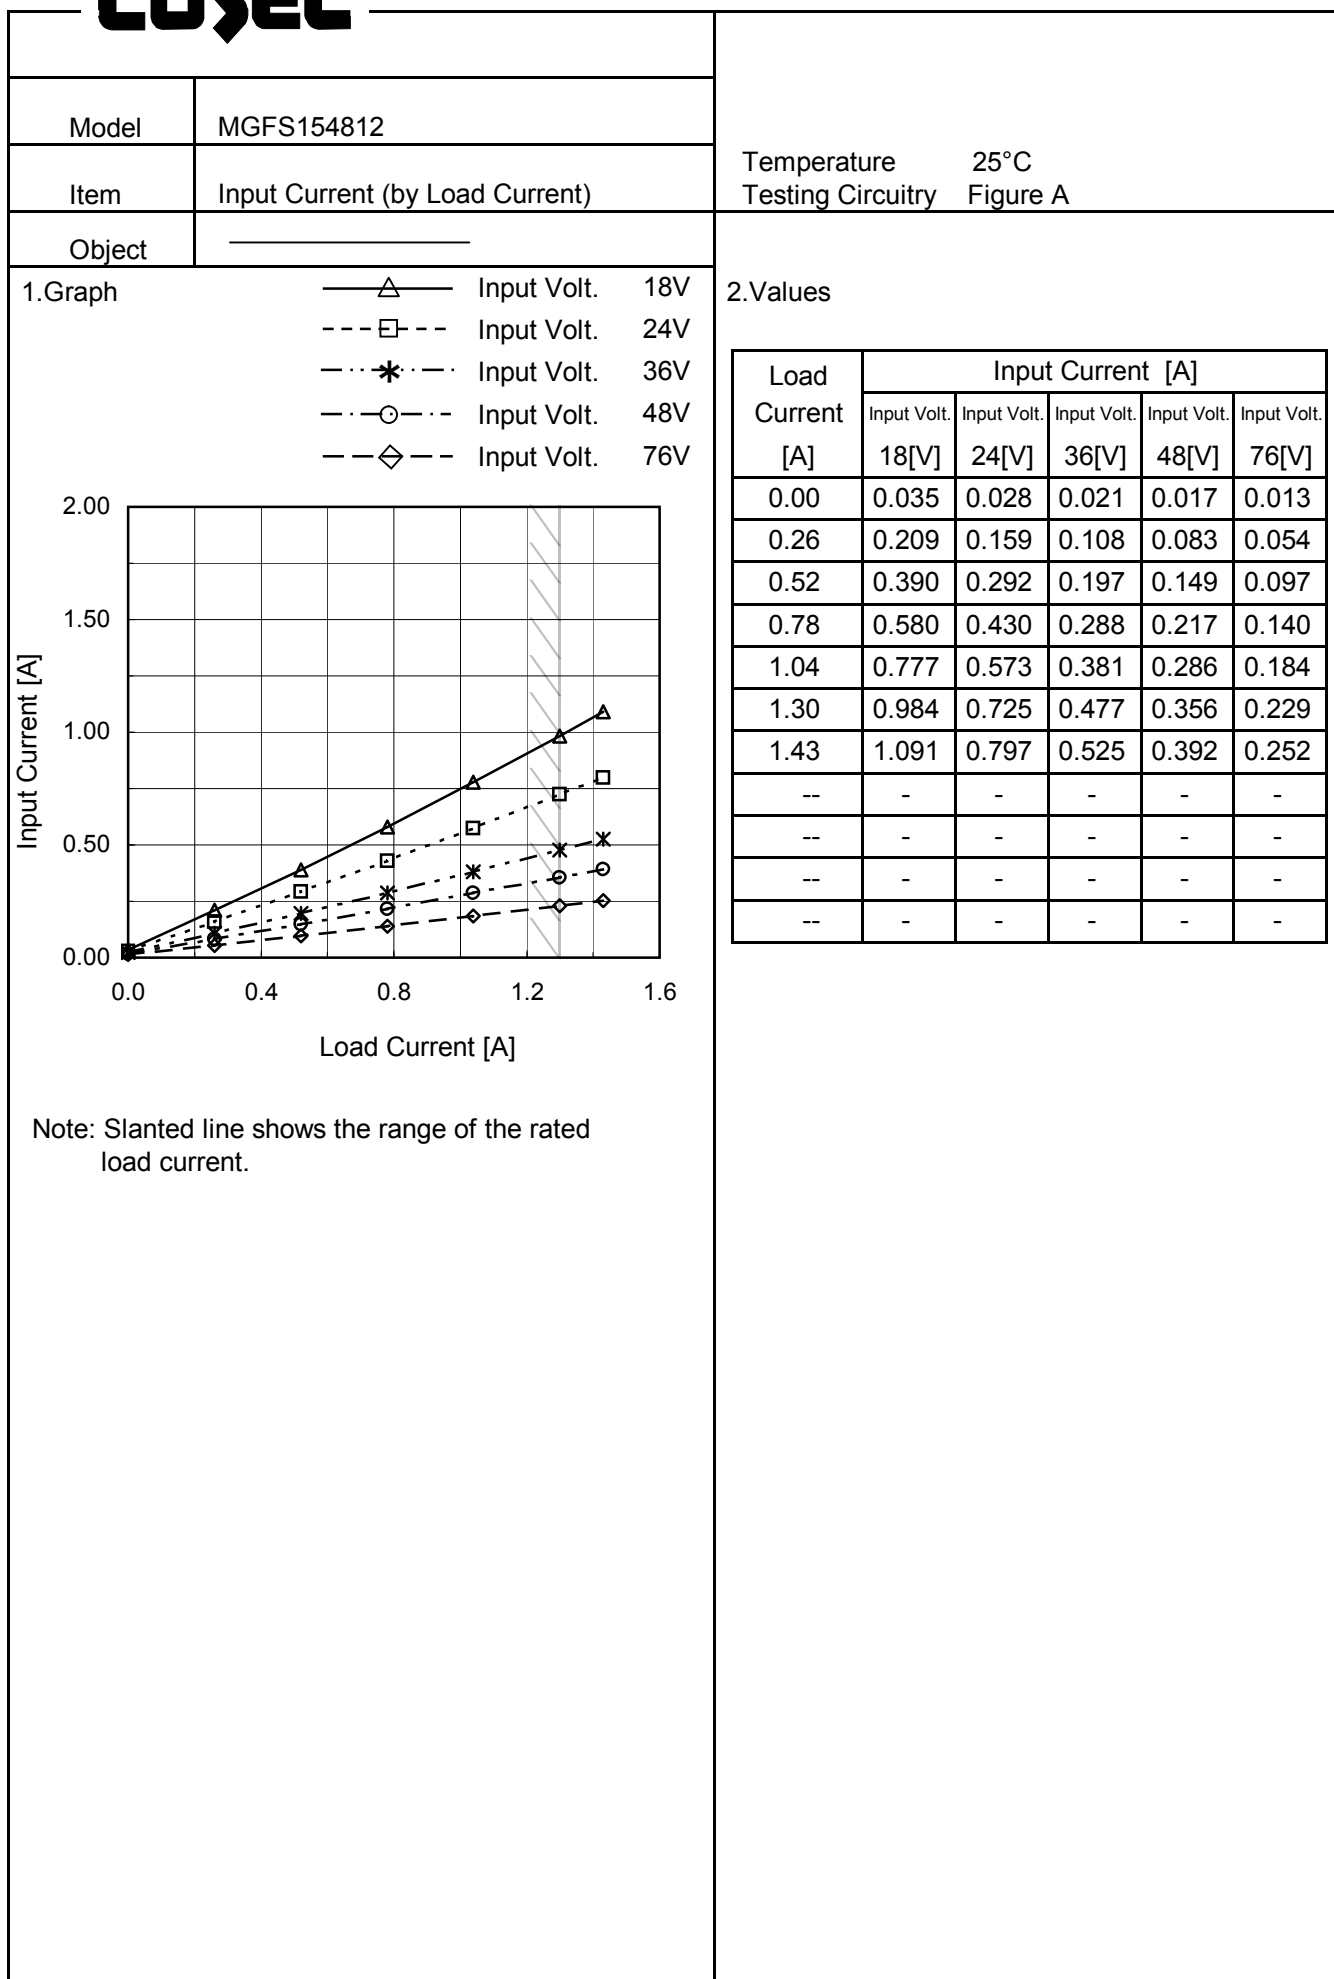 Model MGFS154812
Item Input Current (by Load Current)
Object
Temperature 25°C
Testing Circuitry Figure A
1.Graph
Input Volt. 18V
Input Volt. 24V
Input Volt. 36V
Input Volt. 48V
Input Volt. 76V
2.00
1.50
1.00
0.50
0.00
0.0 0.4 0.8 1.2 1.6
Input Current [A]
Load Current [A]
Note: Slanted line shows the range of the rated
load current.
2.Values
Load Input Current [A]
Current Input Volt. Input Volt. Input Volt. Input Volt. Input Volt.
[A] 18[V] 24[V] 36[V] 48[V] 76[V]
0.00 0.035 0.028 0.021 0.017 0.013
0.26 0.209 0.159 0.108 0.083 0.054
0.52 0.390 0.292 0.197 0.149 0.097
0.78 0.580 0.430 0.288 0.217 0.140
1.04 0.777 0.573 0.381 0.286 0.184
1.30 0.984 0.725 0.477 0.356 0.229
1.43 1.091 0.797 0.525 0.392 0.252
-- - - - - -
-- - - - - -
-- - - - - -
-- - - - - -